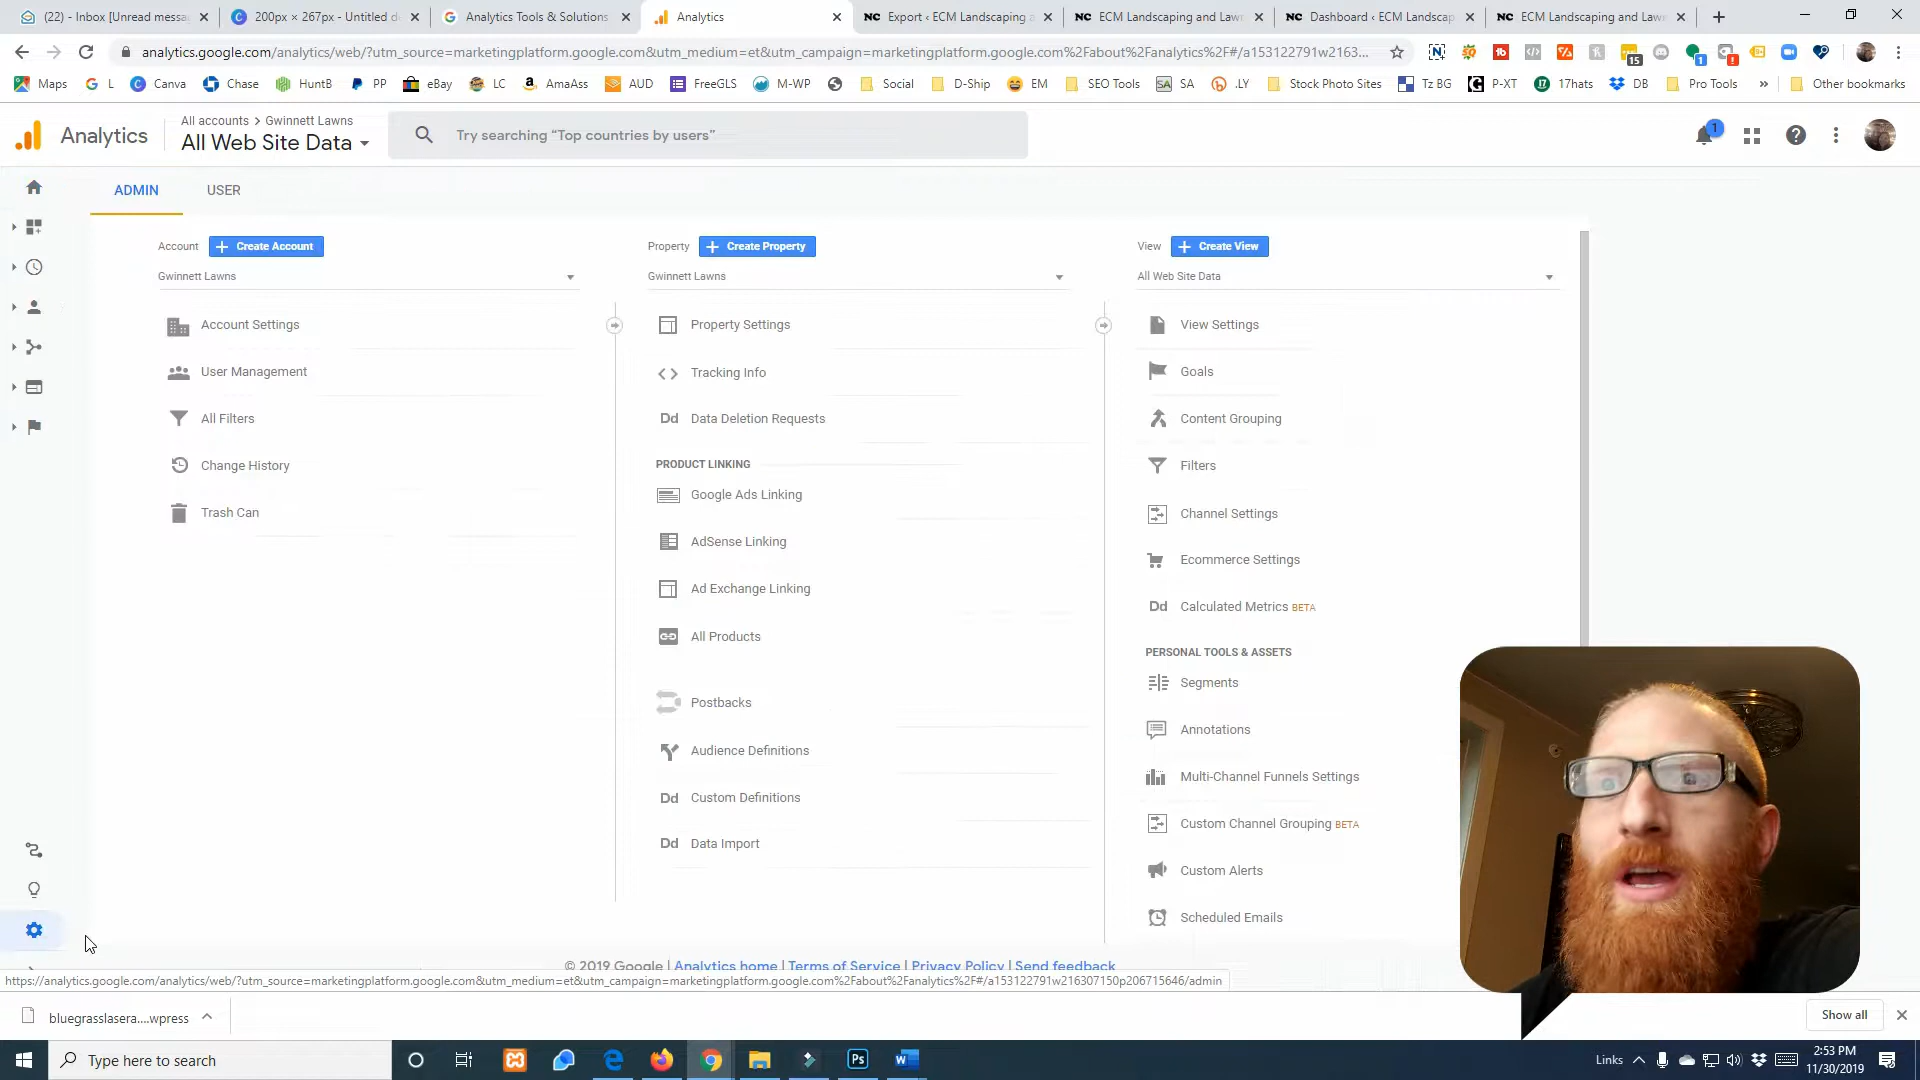 (22) - Inbox [Unread messa
200px × 267px - Untitled d
Analytics Tools & Solutions
Analytics
Export ‹ ECM Landscaping a
ECM Landscaping and Law
Dashboard ‹ ECM Landscap
ECM Landscaping and Law
analytics.google.com/analytics/web/?utm_source=marketingplatform.google.com&utm_medium=et&utm_campaign=marketingplatform.google.com%2Fabout%2Fanalytics%2F#/a153122791w2163...
Maps
L
Canva
Chase
HuntB
PP
eBay
LC
AmaAss
AUD
FreeGLS
M-WP
Social
D-Ship
EM
SEO Tools
SA
.LY
Stock Photo Sites
Tz BG
P-XT
17hats
DB
Pro Tools
»
Other bookmarks
Analytics
All accounts > Gwinnett Lawns
All Web Site Data
Try searching “Top countries by users”
1
ADMIN
USER
Account
Create Account
Gwinnett Lawns
Account Settings
User Management
All Filters
Change History
Trash Can
Property
Create Property
Gwinnett Lawns
Property Settings
Tracking Info
Dd Data Deletion Requests
PRODUCT LINKING
Google Ads Linking
AdSense Linking
Ad Exchange Linking
All Products
Postbacks
Audience Definitions
Dd Custom Definitions
Dd Data Import
View
Create View
All Web Site Data
View Settings
Goals
Content Grouping
Filters
Channel Settings
Ecommerce Settings
Dd Calculated Metrics BETA
PERSONAL TOOLS & ASSETS
Segments
Annotations
Multi-Channel Funnels Settings
Custom Channel Grouping BETA
Custom Alerts
Scheduled Emails
© 2019 Google | Analytics home | Terms of Service | Privacy Policy | Send feedback
https://analytics.google.com/analytics/web/?utm_source=marketingplatform.google.com&utm_medium=et&utm_campaign=marketingplatform.google.com%2Fabout%2Fanalytics%2F#/a153122791w216307150p206715646/admin
bluegrasslasera....wpress
Show all
Type here to search
Links
2:53 PM
11/30/2019